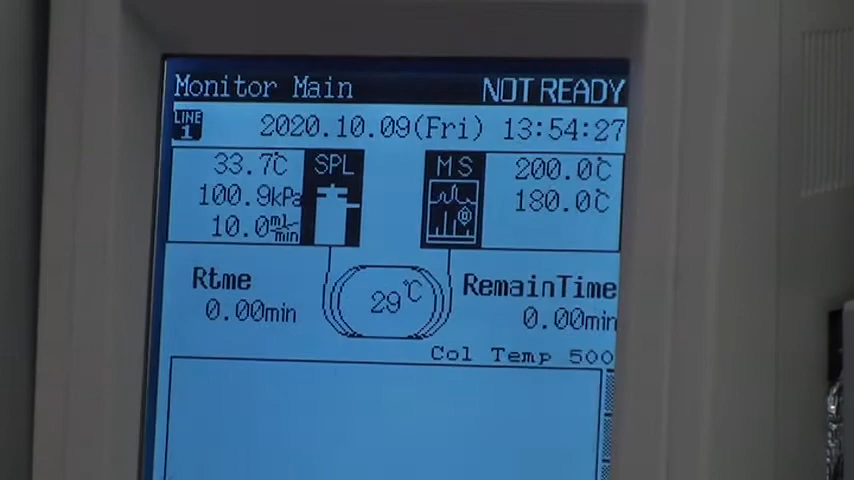 Monitor Main NOT READY
LINE 1 2020.10.09(Fri) 13:54:27
33.7℃ SPL MS 200.0℃
100.9kPa 180.0℃
10.0ml/min
Rtme 29℃ RemainTime
0.00min 0.00min
Col Temp 500